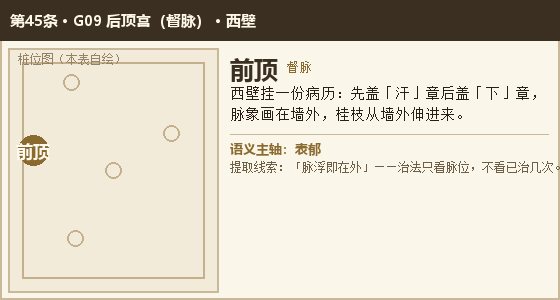 第45条・G09 后顶宫（督脉）・西壁
桩位图（本表自绘）
前顶
前顶 督脉
西壁挂一份病历：先盖「汗」章后盖「下」章，
脉象画在墙外，桂枝从墙外伸进来。
语义主轴：表郁
提取线索：「脉浮即在外」——治法只看脉位，不看已治几次。